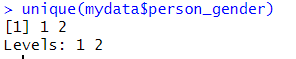 > unique(mydata$person_gender)
[1] 1 2
Levels: 1 2